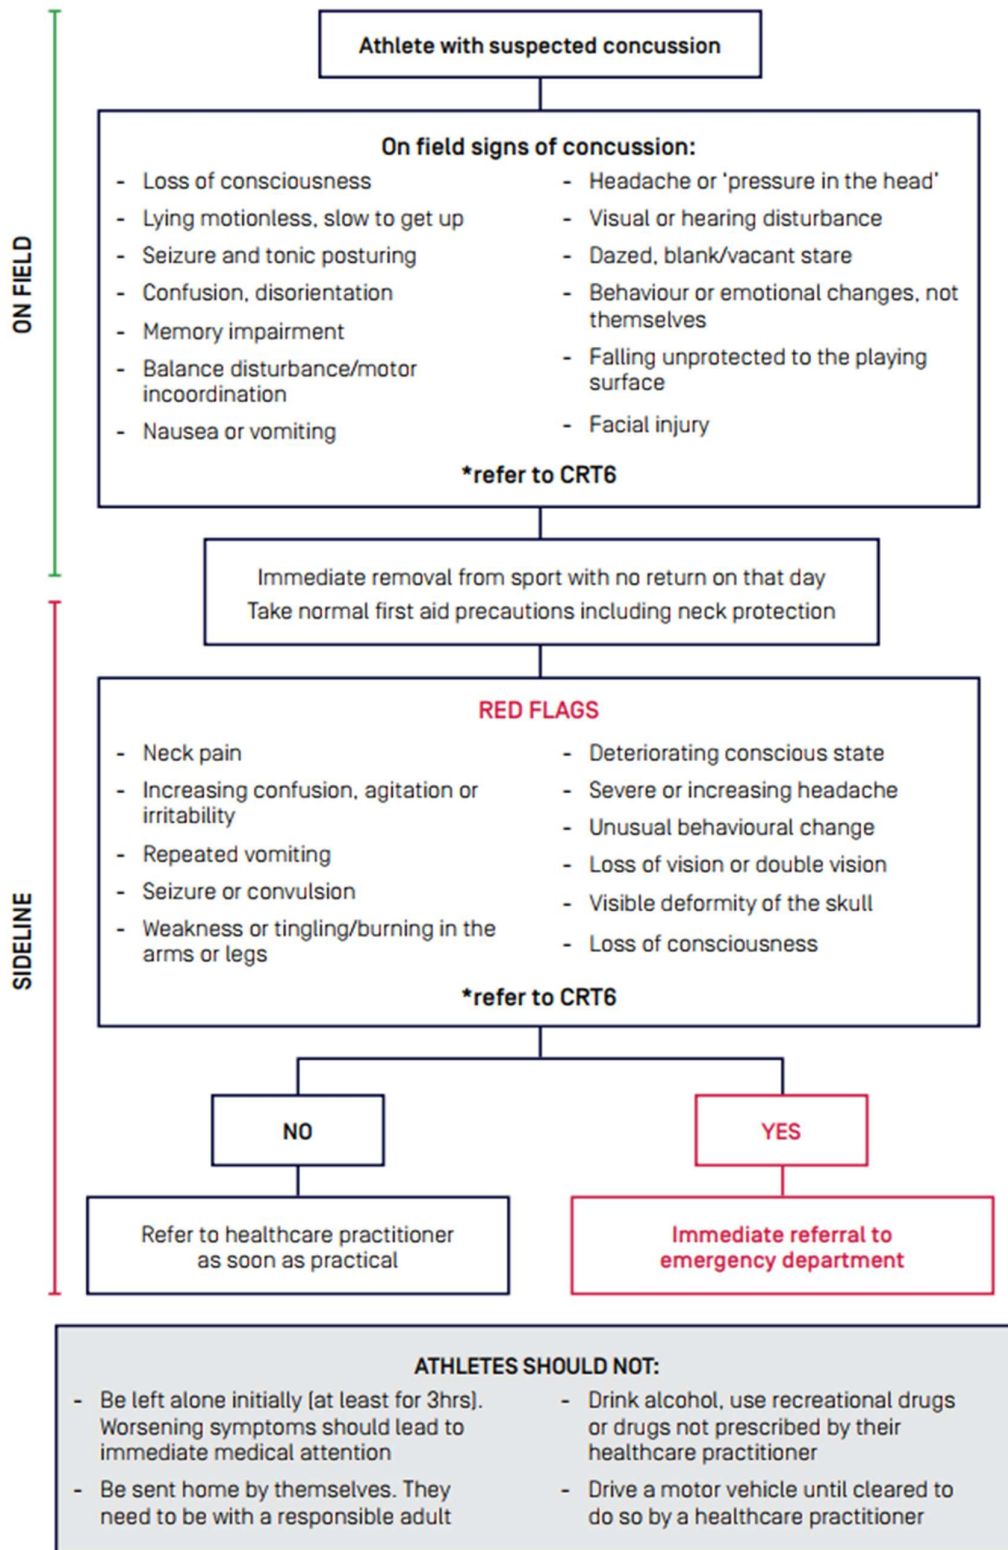 Athlete with suspected concussion
ON FIELD
On field signs of concussion:
- Loss of consciousness
- Lying motionless, slow to get up
- Seizure and tonic posturing
- Confusion, disorientation
- Memory impairment
- Balance disturbance/motor
incoordination
- Nausea or vomiting
- Headache or ‘pressure in the head’
- Visual or hearing disturbance
- Dazed, blank/vacant stare
- Behaviour or emotional changes, not
themselves
- Falling unprotected to the playing
surface
- Facial injury
*refer to CRT6
Immediate removal from sport with no return on that day
Take normal first aid precautions including neck protection
SIDELINE
RED FLAGS
- Neck pain
- Increasing confusion, agitation or
irritability
- Repeated vomiting
- Seizure or convulsion
- Weakness or tingling/burning in the
arms or legs
- Deteriorating conscious state
- Severe or increasing headache
- Unusual behavioural change
- Loss of vision or double vision
- Visible deformity of the skull
- Loss of consciousness
*refer to CRT6
NO
Refer to healthcare practitioner
as soon as practical
YES
Immediate referral to
emergency department
ATHLETES SHOULD NOT:
- Be left alone initially (at least for 3hrs).
Worsening symptoms should lead to
immediate medical attention
- Be sent home by themselves. They
need to be with a responsible adult
- Drink alcohol, use recreational drugs
or drugs not prescribed by their
healthcare practitioner
- Drive a motor vehicle until cleared to
do so by a healthcare practitioner